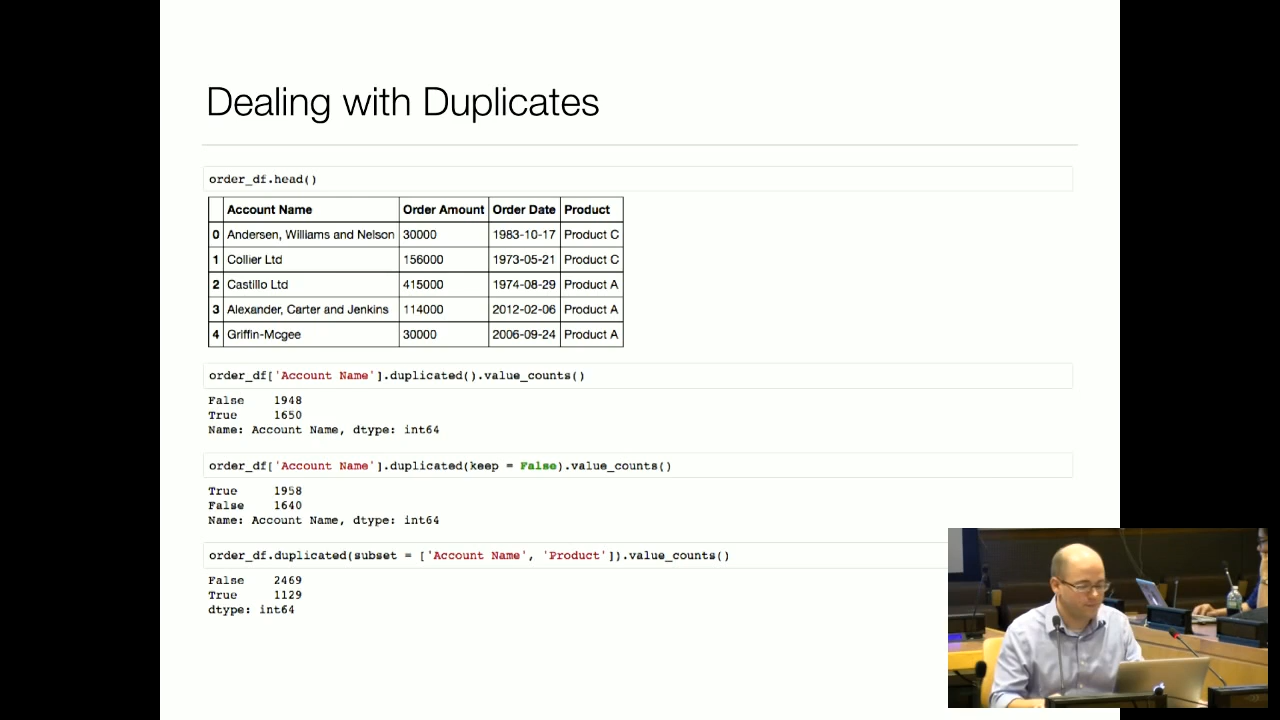 Dealing with Duplicates
order_df.head()
Account Name Order Amount Order Date Product
0 Andersen, Williams and Nelson 30000 1983-10-17 Product C
1 Collier Ltd 156000 1973-05-21 Product C
2 Castillo Ltd 415000 1974-08-29 Product A
3 Alexander, Carter and Jenkins 114000 2012-02-06 Product A
4 Griffin-Mcgee 30000 2006-09-24 Product A
order_df['Account Name'].duplicated().value_counts()
False 1948
True 1650
Name: Account Name, dtype: int64
order_df['Account Name'].duplicated(keep = False).value_counts()
True 1958
False 1640
Name: Account Name, dtype: int64
order_df.duplicated(subset = ['Account Name', 'Product']).value_counts()
False 2469
True 1129
dtype: int64